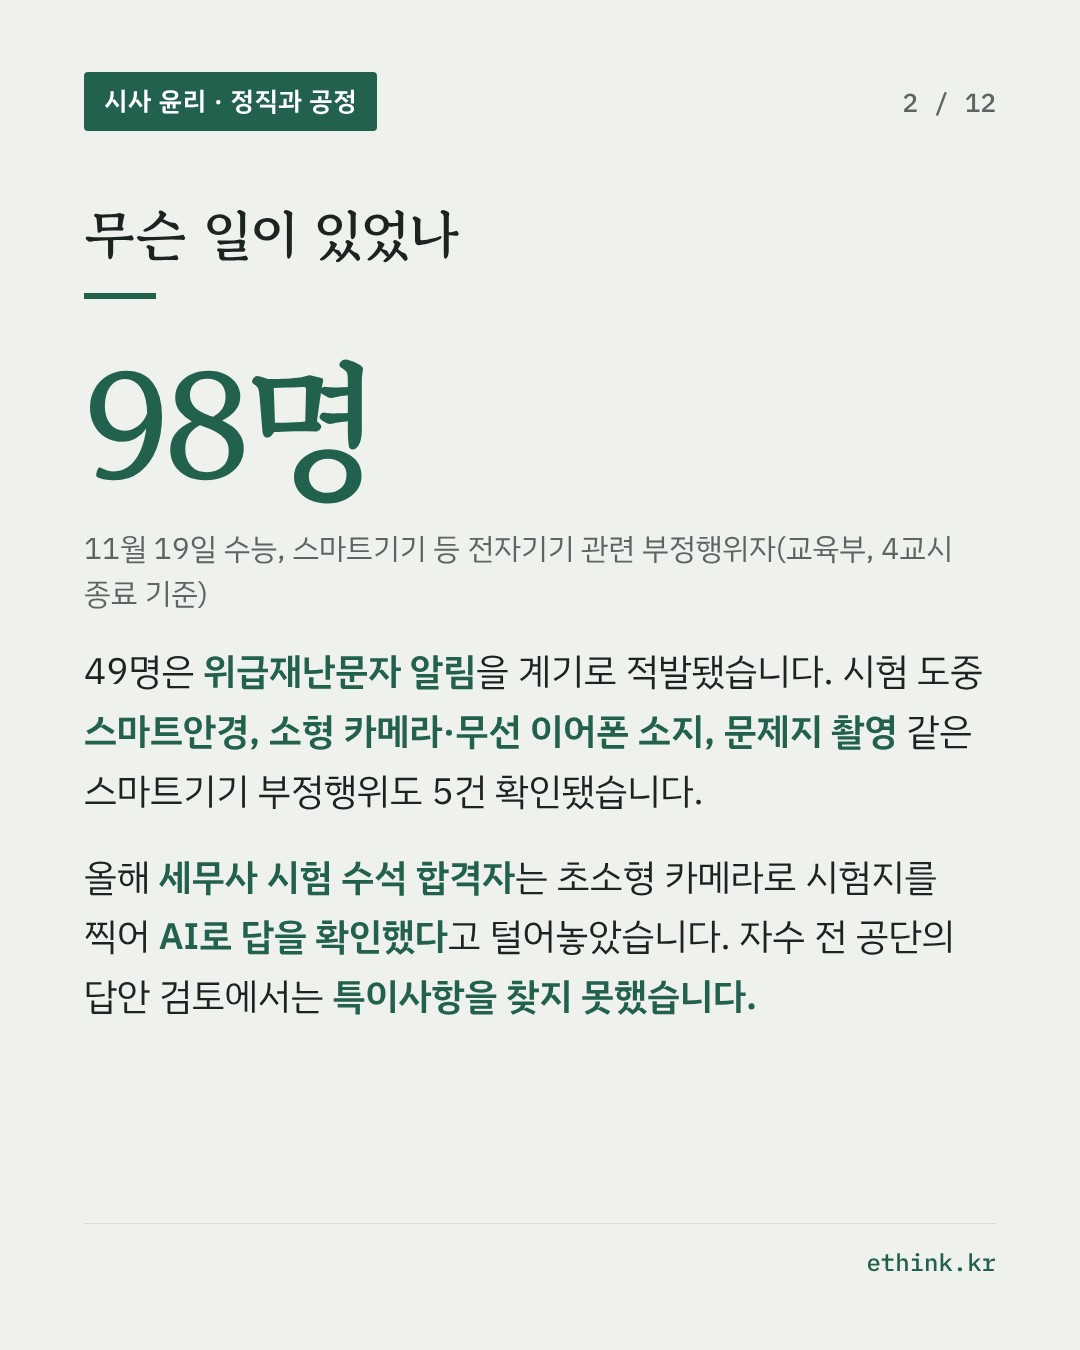 시사 윤리 · 정직과 공정
2 / 12
무슨 일이 있었나
98명
11월 19일 수능, 스마트기기 등 전자기기 관련 부정행위자(교육부, 4교시
종료 기준)
49명은 위급재난문자 알림을 계기로 적발됐습니다. 시험 도중
스마트안경, 소형 카메라·무선 이어폰 소지, 문제지 촬영 같은
스마트기기 부정행위도 5건 확인됐습니다.
올해 세무사 시험 수석 합격자는 초소형 카메라로 시험지를
찍어 AI로 답을 확인했다고 털어놓았습니다. 자수 전 공단의
답안 검토에서는 특이사항을 찾지 못했습니다.
ethink.kr